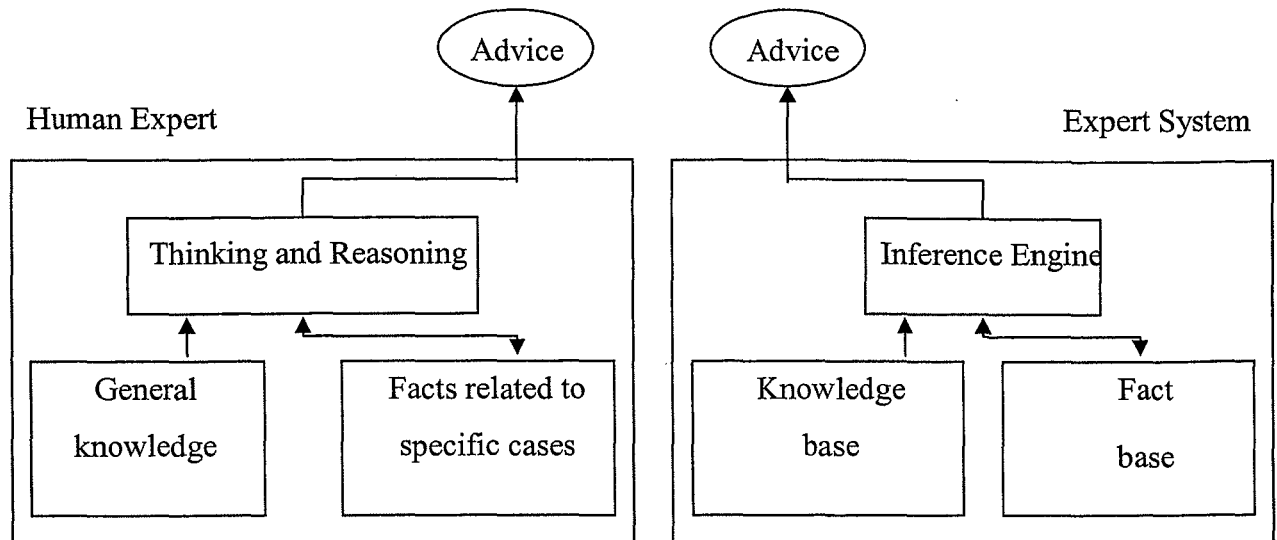 Advice
Human Expert
Thinking and Reasoning
General
knowledge
Facts related to
specific cases
Advice
Expert System
Inference Engine
Knowledge
base
Fact
base